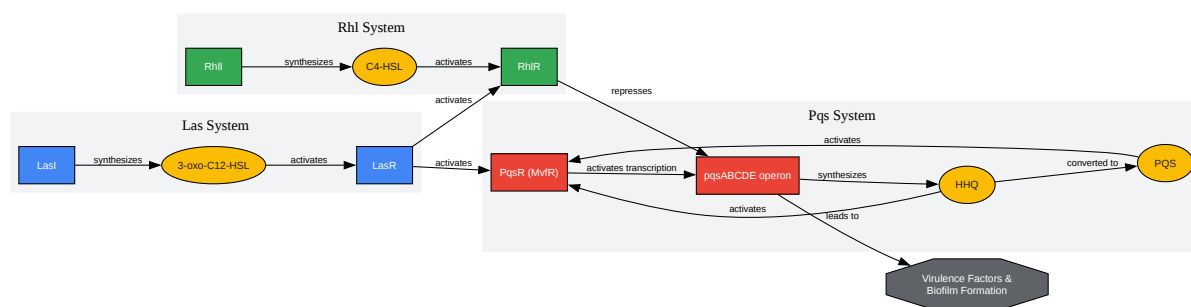 Rhl System
RhlI
synthesizes
C4-HSL
activates
RhlR
Las System
LasI
synthesizes
3-oxo-C12-HSL
activates
LasR
activates
activates
represses
Pqs System
PqsR (MvfR)
activates transcription
pqsABCDE operon
synthesizes
HHQ
converted to
PQS
activates
activates
leads to
Virulence Factors &
Biofilm Formation